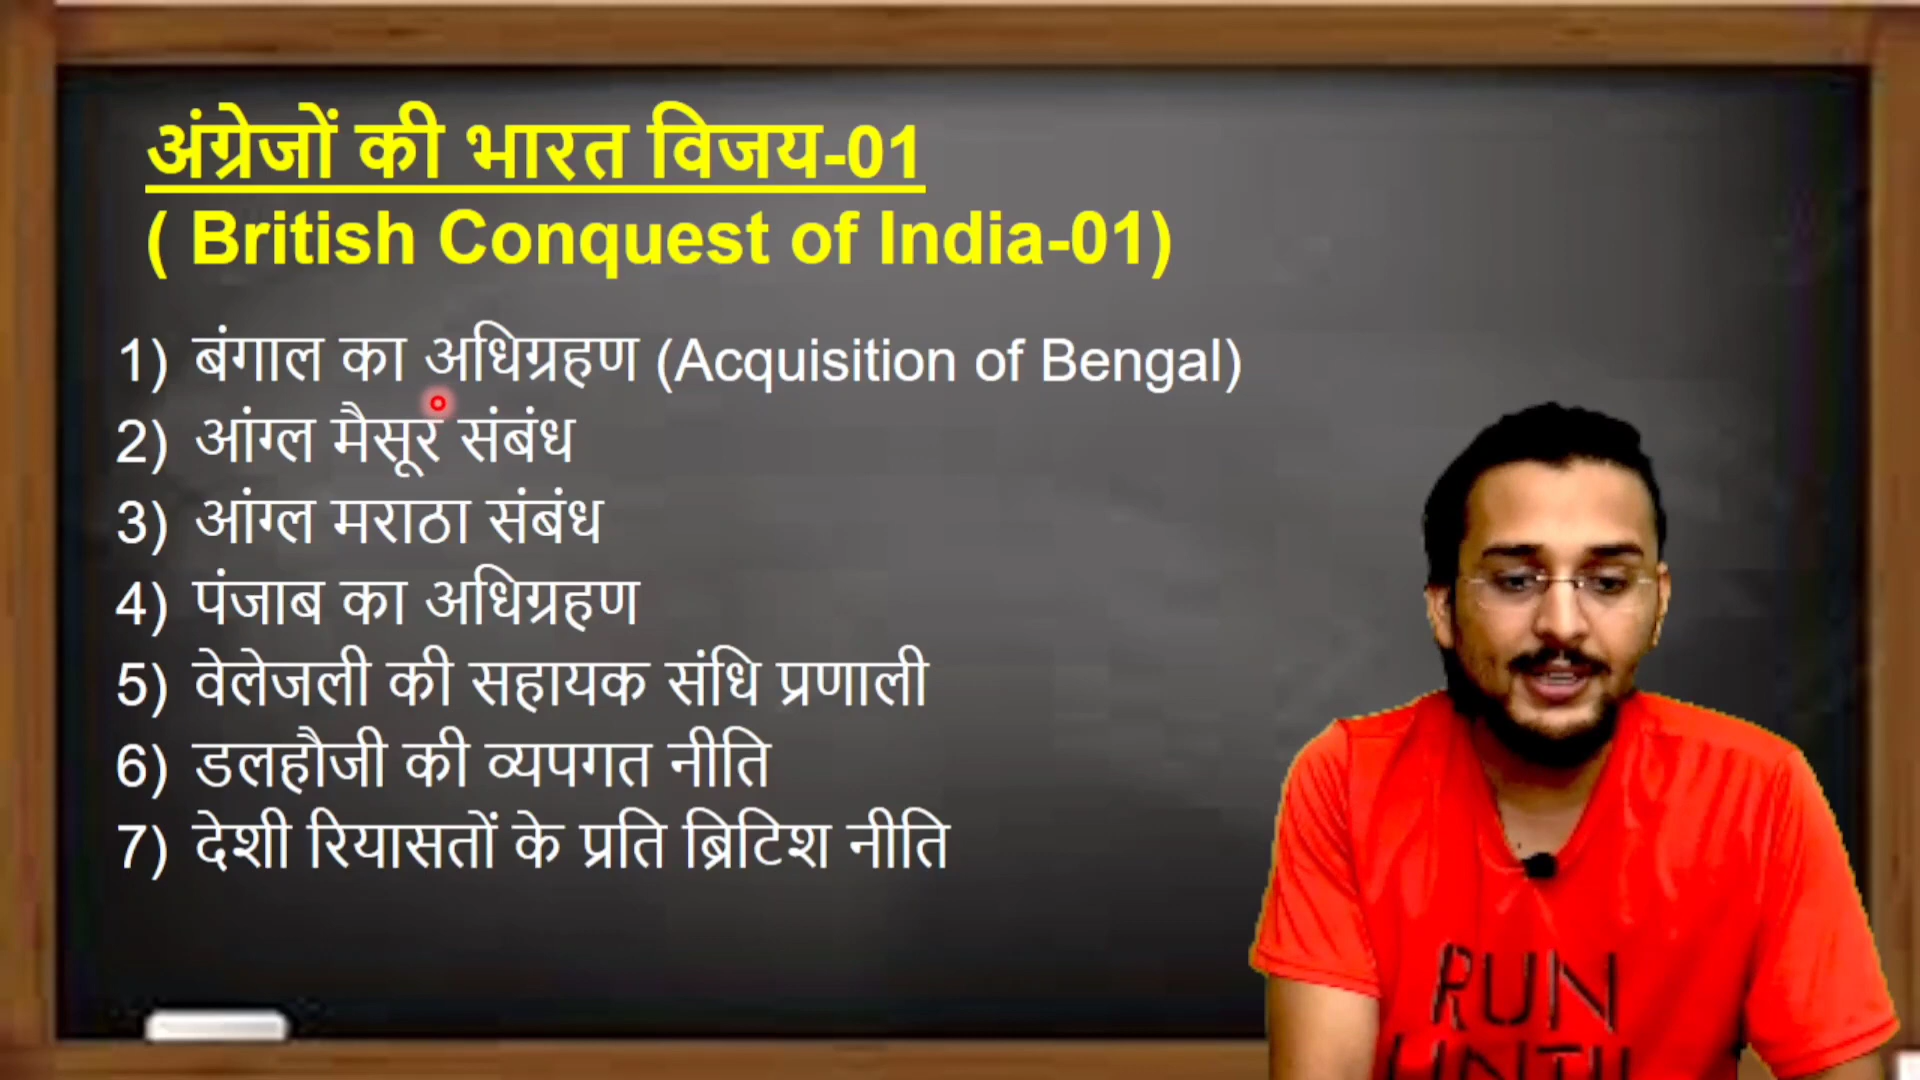 अंग्रेजों की भारत विजय-01
( British Conquest of India-01)
1) बंगाल का अधिग्रहण (Acquisition of Bengal)
2) आंग्ल मैसूर संबंध
3) आंग्ल मराठा संबंध
4) पंजाब का अधिग्रहण
5) वेलेजली की सहायक संधि प्रणाली
6) डलहौजी की व्यपगत नीति
7) देशी रियासतों के प्रति ब्रिटिश नीति
RUN
UNTIL